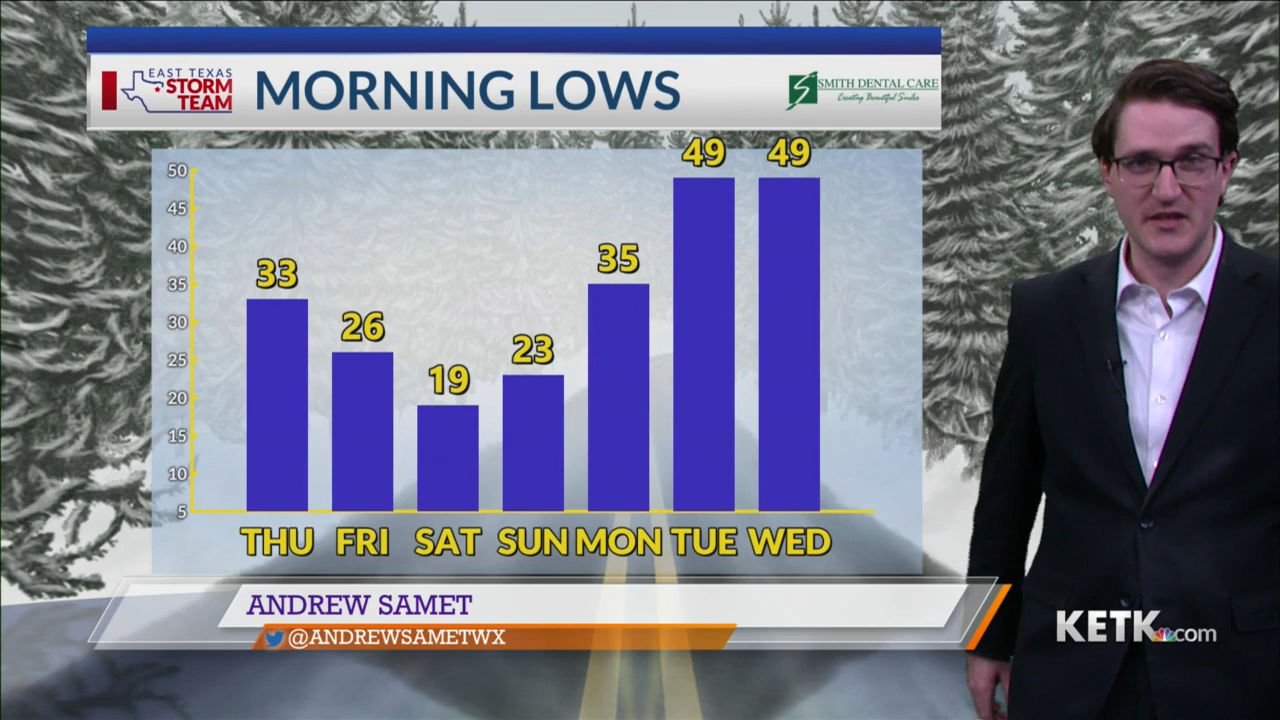 EAST TEXAS
STORM
TEAM
MORNING LOWS
SMITH DENTAL CARE
Creating Beautiful Smiles
50
45
40
35
30
25
20
15
10
5
33
26
19
23
35
49
49
THU FRI SAT SUN MON TUE WED
ANDREW SAMET
@ANDREWSAMETWX
KETK.com